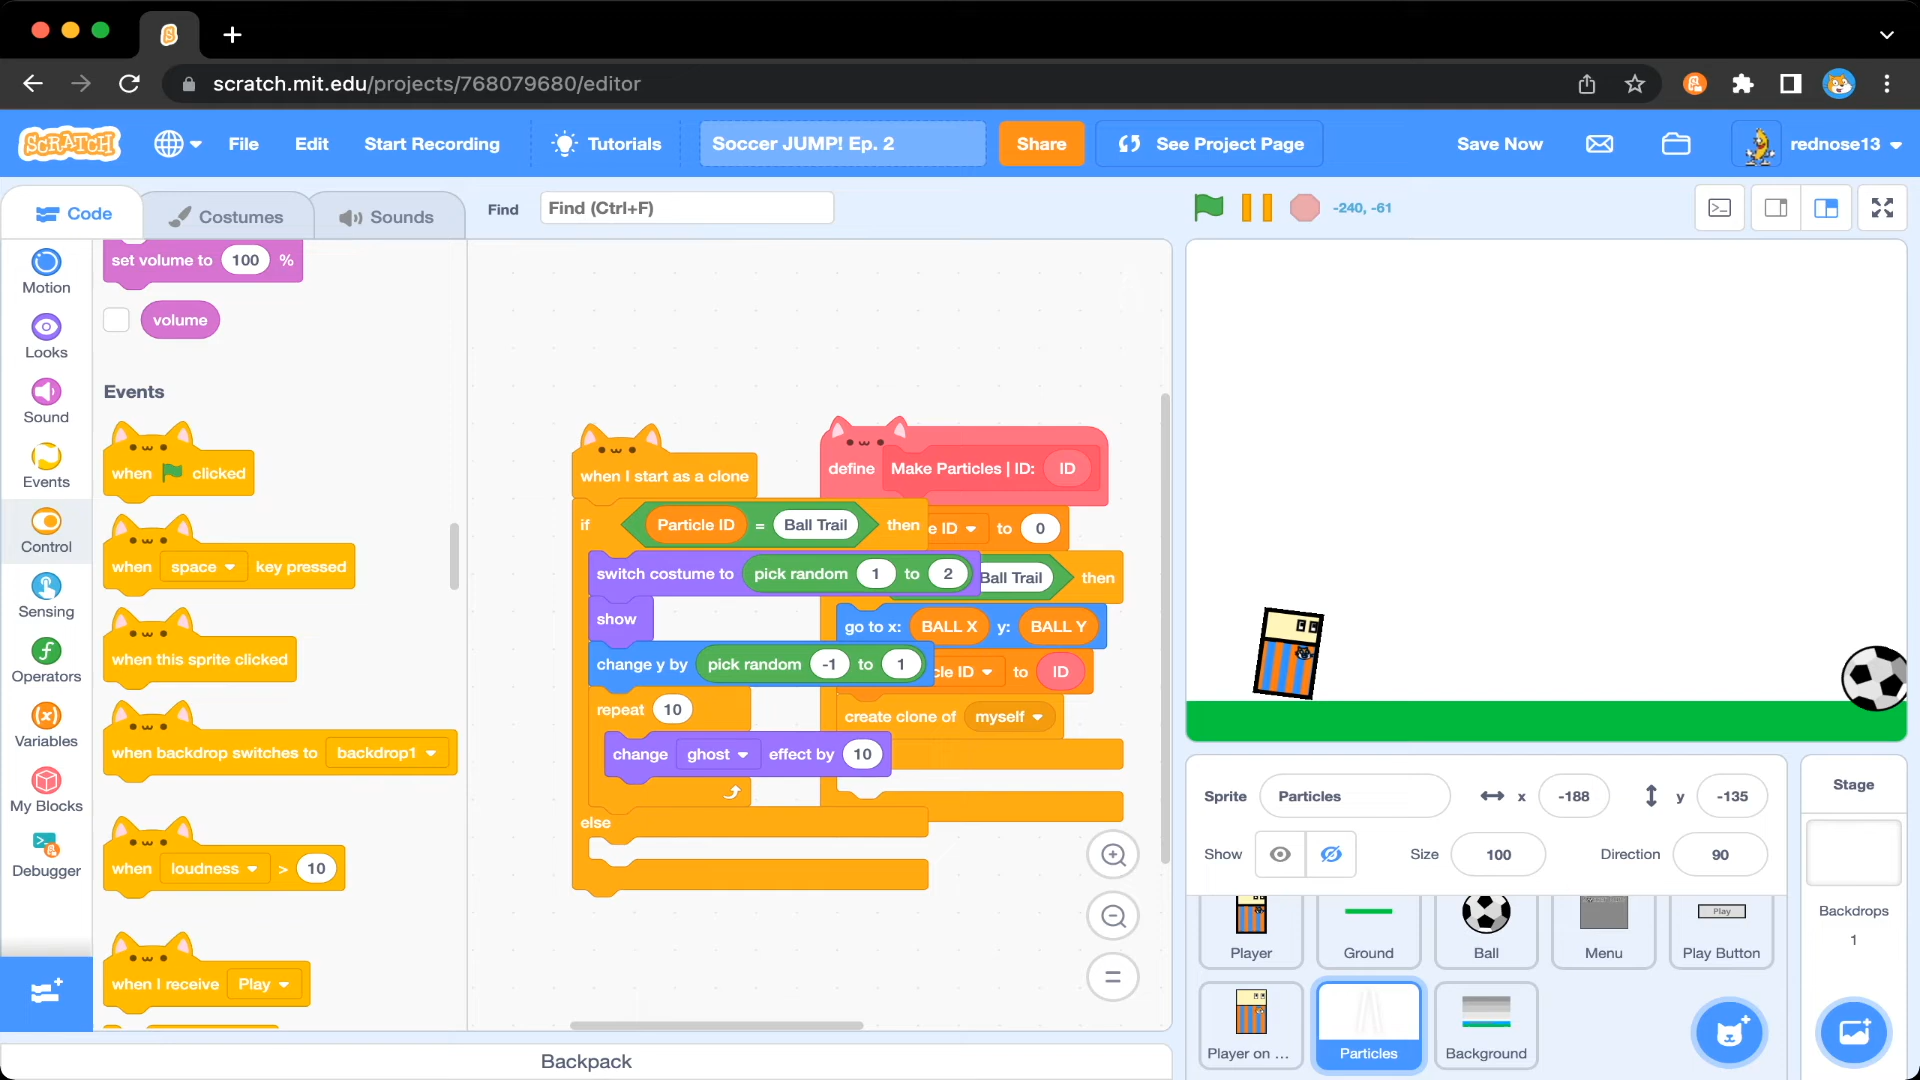 scratch.mit.edu/projects/768079680/editor
SCRATCH
File
Edit
Start Recording
Tutorials
Soccer JUMP! Ep. 2
Share
See Project Page
Save Now
rednose13
Code
Costumes
Sounds
Find
Find (Ctrl+F)
-240, -61
Motion
Looks
Sound
Events
Control
Sensing
Operators
Variables
My Blocks
Debugger
set volume to 100 %
volume
Events
when clicked
when space key pressed
when this sprite clicked
when backdrop switches to backdrop1
when loudness > 10
when I receive Play
when I start as a clone
if Particle ID = Ball Trail then
switch costume to pick random 1 to 2
show
change y by pick random -1 to 1
repeat 10
change ghost effect by 10
else
define Make Particles | ID: ID
e ID to 0
Ball Trail then
go to x: BALL X y: BALL Y
cle ID to ID
create clone of myself
Sprite
Particles
x -188
y -135
Show
Size 100
Direction 90
Player
Ground
Ball
Menu
Play
Play Button
Player on ...
Particles
Background
Stage
Backdrops
1
Backpack